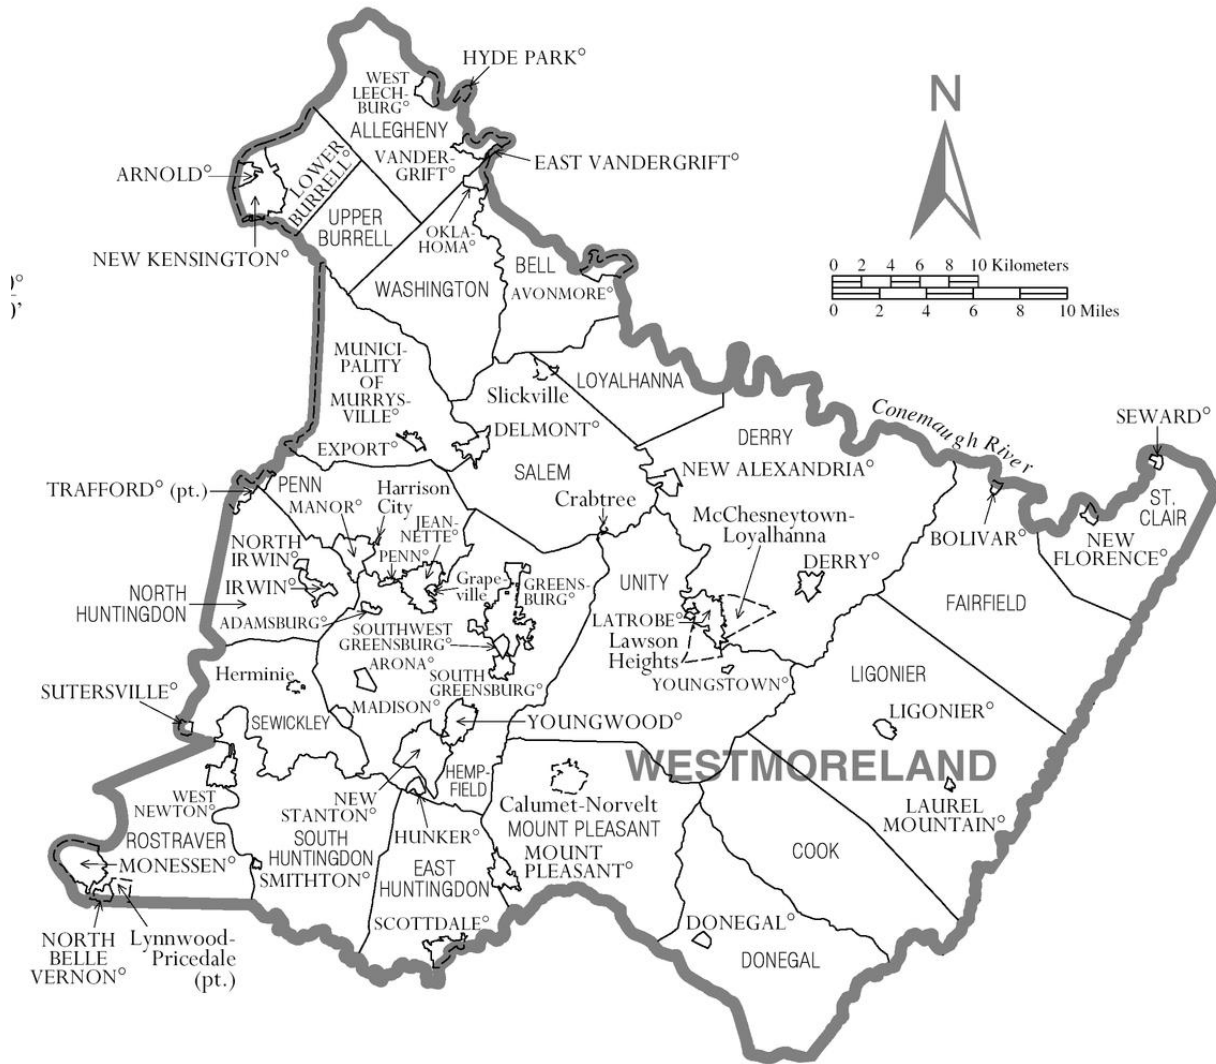 HYDE PARK°
WEST
LEECH-
BURG°
ALLEGHENY
N
ARNOLD°
LOWER
BURRELL°
VANDER-
GRIFT°
EAST VANDERGRIFT°
UPPER
BURRELL
OKLA-
HOMA°
NEW KENSINGTON°
BELL
AVONMORE°
WASHINGTON
0 2 4 6 8 10 Kilometers
0 2 4 6 8 10 Miles
MUNICI-
PALITY
OF
MURRYS-
VILLE°
LOYALHANNA
Slickville
Conemaugh River
SEWARD°
EXPORT°
DELMONT°
DERRY
SALEM
NEW ALEXANDRIA°
TRAFFORD° (pt.)
PENN
MANOR°
Harrison
City
Crabtree
McChesneytown-
Loyalhanna
ST.
CLAIR
JEAN-
NETTE°
BOLIVAR°
NEW
FLORENCE°
NORTH
IRWIN°
PENN°
IRWIN°
Grape-
ville
GREENS-
BURG°
UNITY
DERRY°
NORTH
HUNTINGDON
FAIRFIELD
ADAMSBURG°
SOUTHWEST
GREENSBURG°
LATROBE°
Lawson
Heights
ARONA°
Herminie
SOUTH
GREENSBURG°
YOUNGSTOWN°
LIGONIER
SUTERSVILLE°
MADISON°
SEWICKLEY
YOUNGWOOD°
LIGONIER°
WESTMORELAND
HEMP-
FIELD
WEST
NEWTON°
NEW
STANTON°
Calumet-Norvelt
LAUREL
MOUNTAIN°
ROSTRAVER
SOUTH
HUNTINGDON
HUNKER°
MOUNT PLEASANT
COOK
MONESSEN°
SMITHTON°
EAST
HUNTINGDON
MOUNT
PLEASANT°
SCOTTDALE°
DONEGAL°
NORTH
BELLE
VERNON°
Lynnwood-
Pricedale
(pt.)
DONEGAL